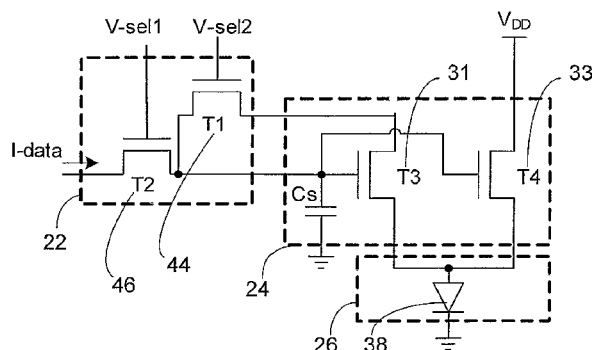 V-sel1
V-sel2
VDD
31
33
I-data
T1
T2
T3
T4
Cs
22
46
44
24
26
38